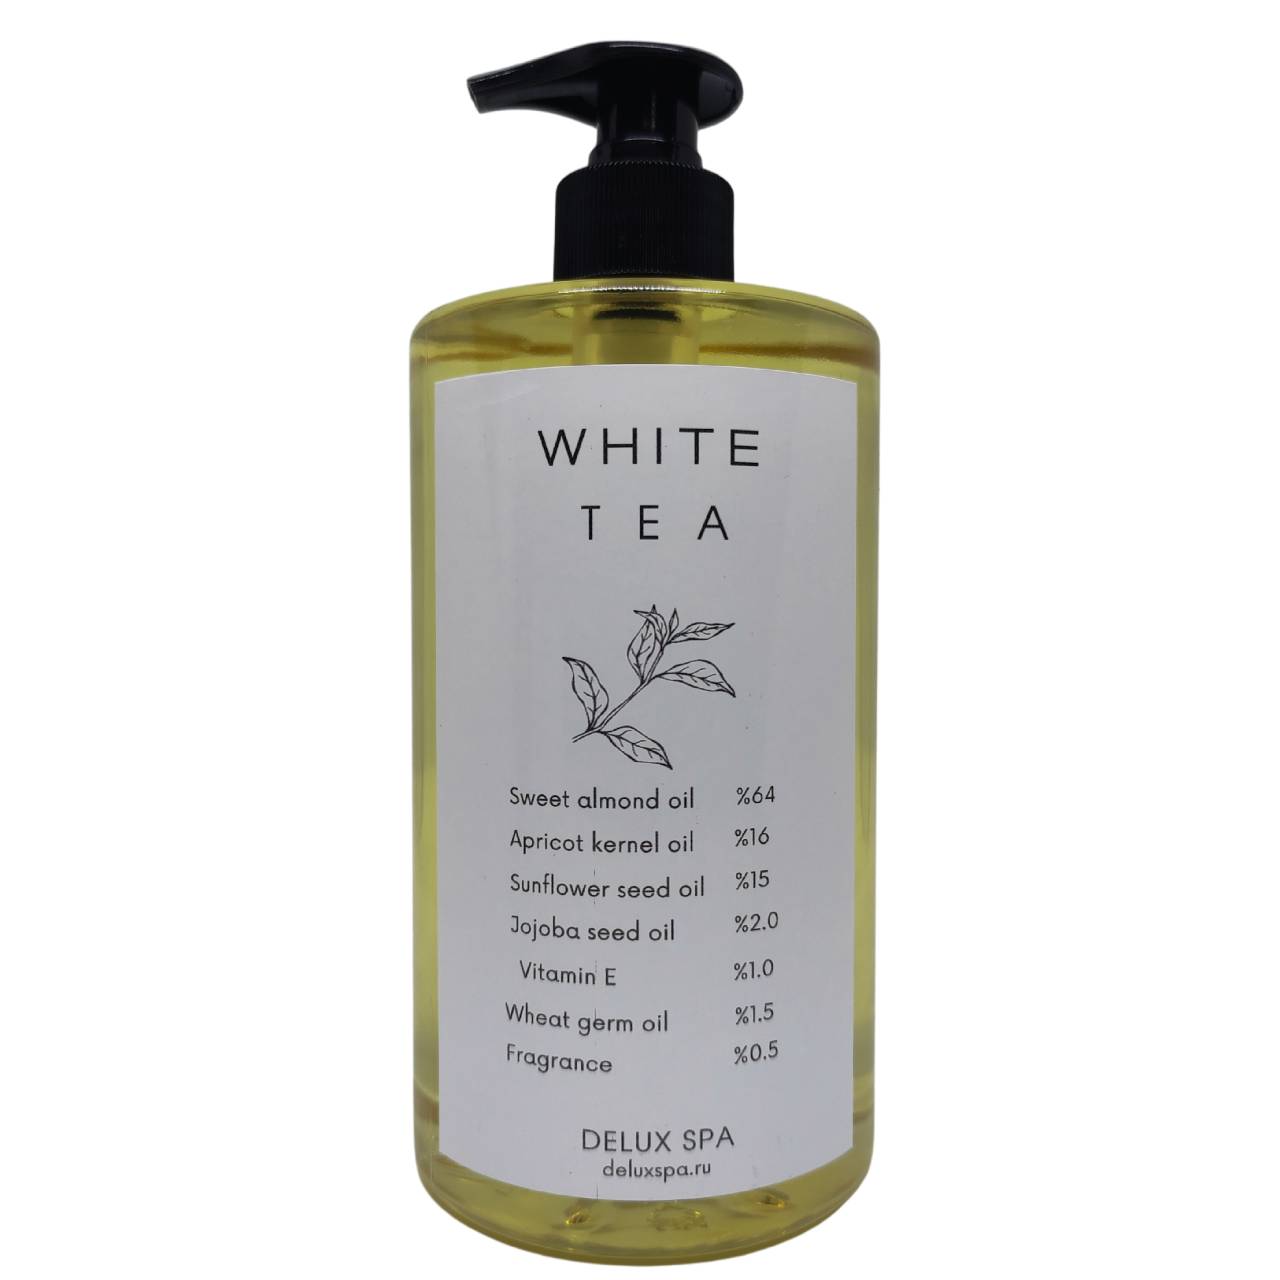 WHITE
TEA
Sweet almond oil %64
Apricot kernel oil %16
Sunflower seed oil %15
Jojoba seed oil %2.0
Vitamin E %1.0
Wheat germ oil %1.5
Fragrance %0.5
DELUX SPA
deluxspa.ru